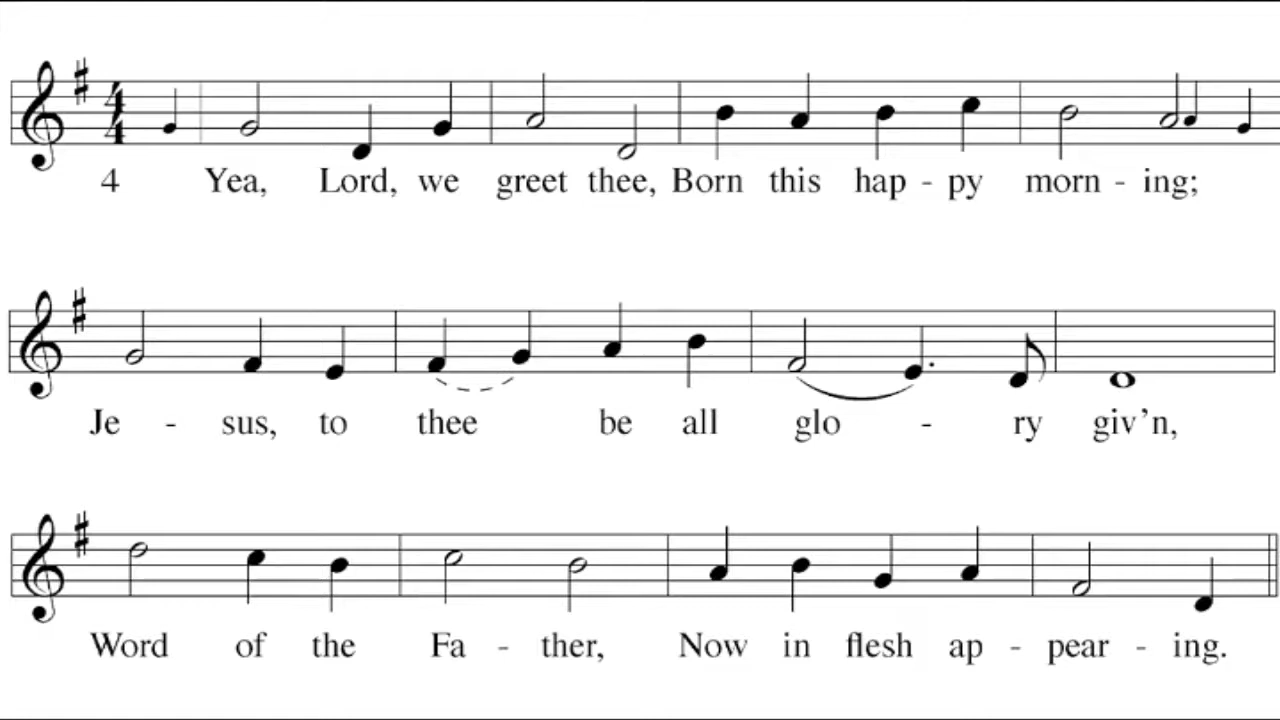 4 Yea, Lord, we greet thee, Born this hap - py morn - ing;
Je - sus, to thee be all glo - ry giv'n,
Word of the Fa - ther, Now in flesh ap - pear - ing.